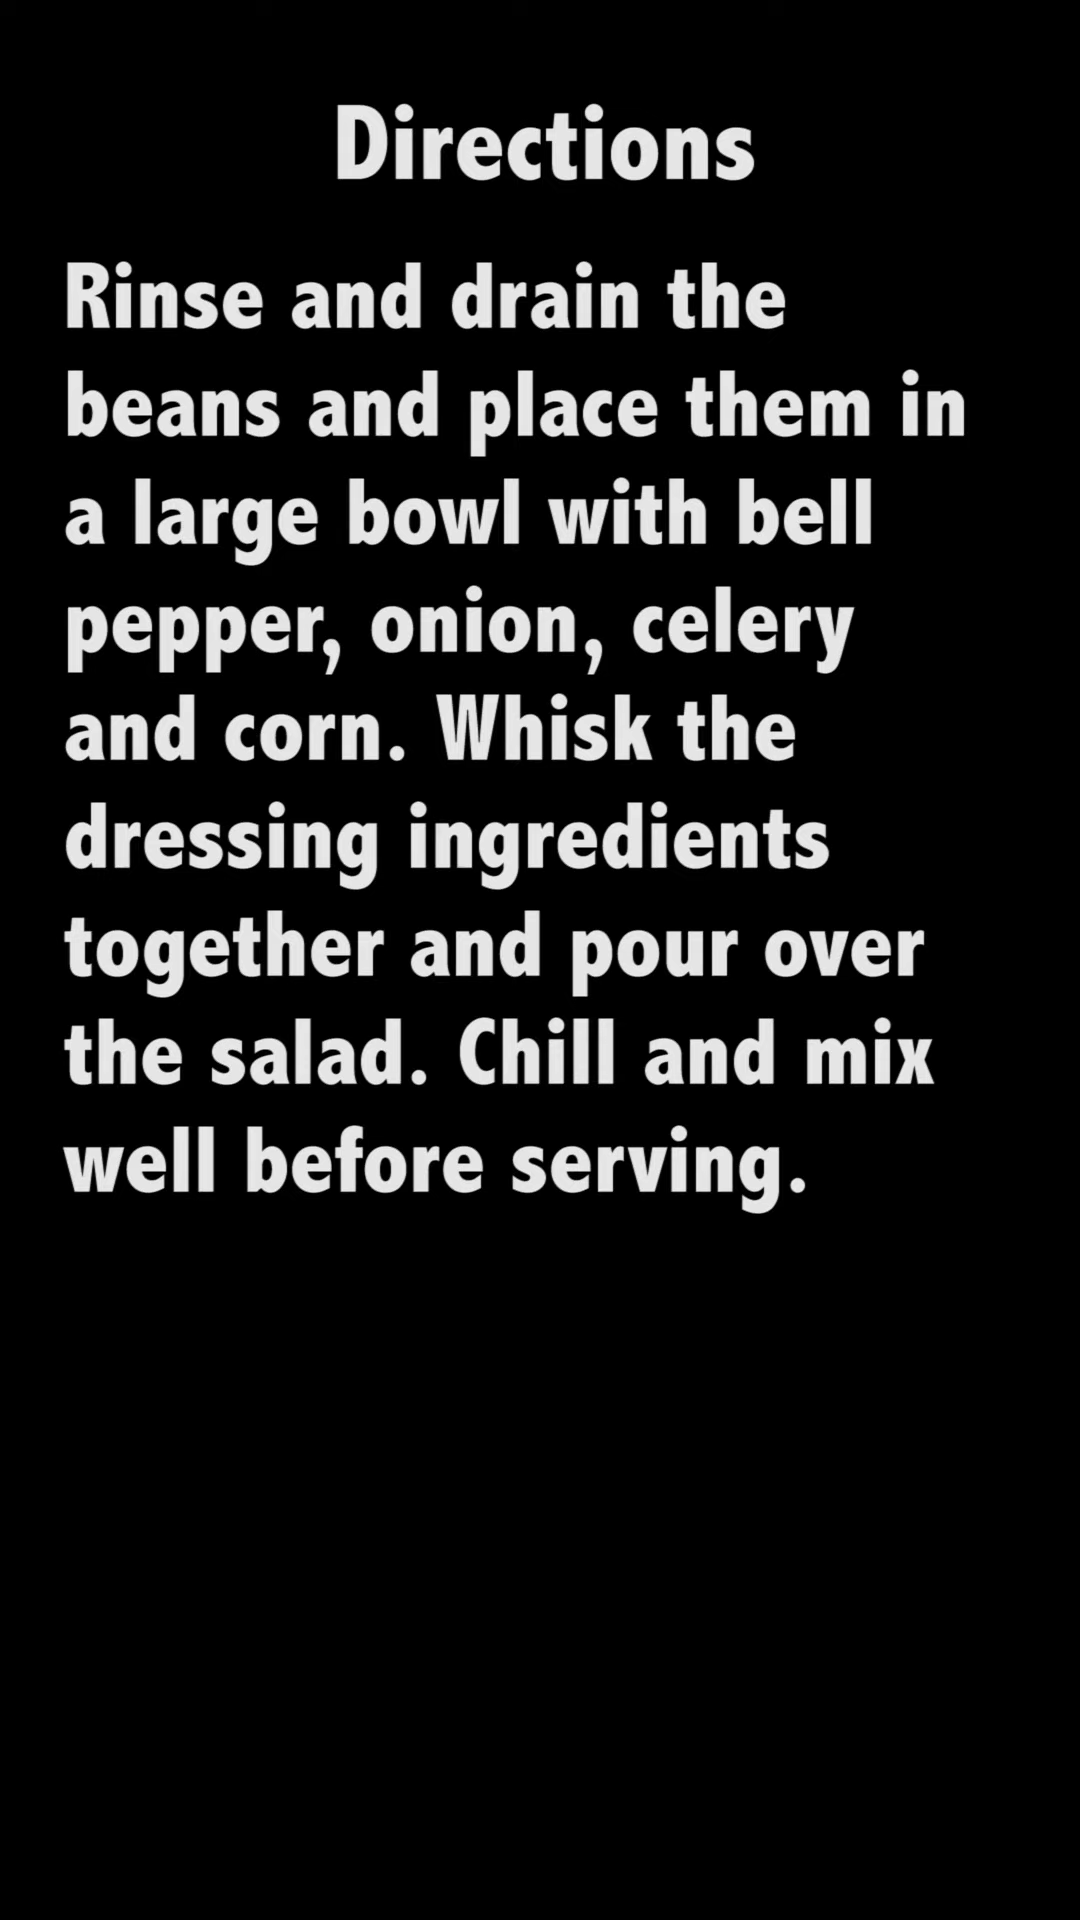 Directions
Rinse and drain the
beans and place them in
a large bowl with bell
pepper, onion, celery
and corn. Whisk the
dressing ingredients
together and pour over
the salad. Chill and mix
well before serving.